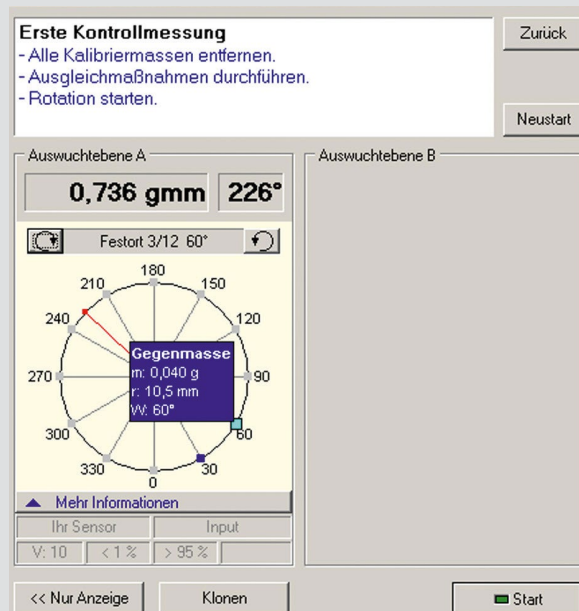 Erste Kontrollmessung
- Alle Kalibriermassen entfernen.
- Ausgleichmaßnahmen durchführen.
- Rotation starten.
Zurück
Neustart
Auswuchtebene A
Auswuchtebene B
0,736 gmm
226°
Festort 3/12 60°
180
210
150
240
120
Gegenmasse
m: 0,040 g
r: 10,5 mm
W: 60°
270
90
300
60
330
30
0
Mehr Informationen
Ihr Sensor
Input
V: 10
< 1 %
> 95 %
<< Nur Anzeige
Klonen
Start